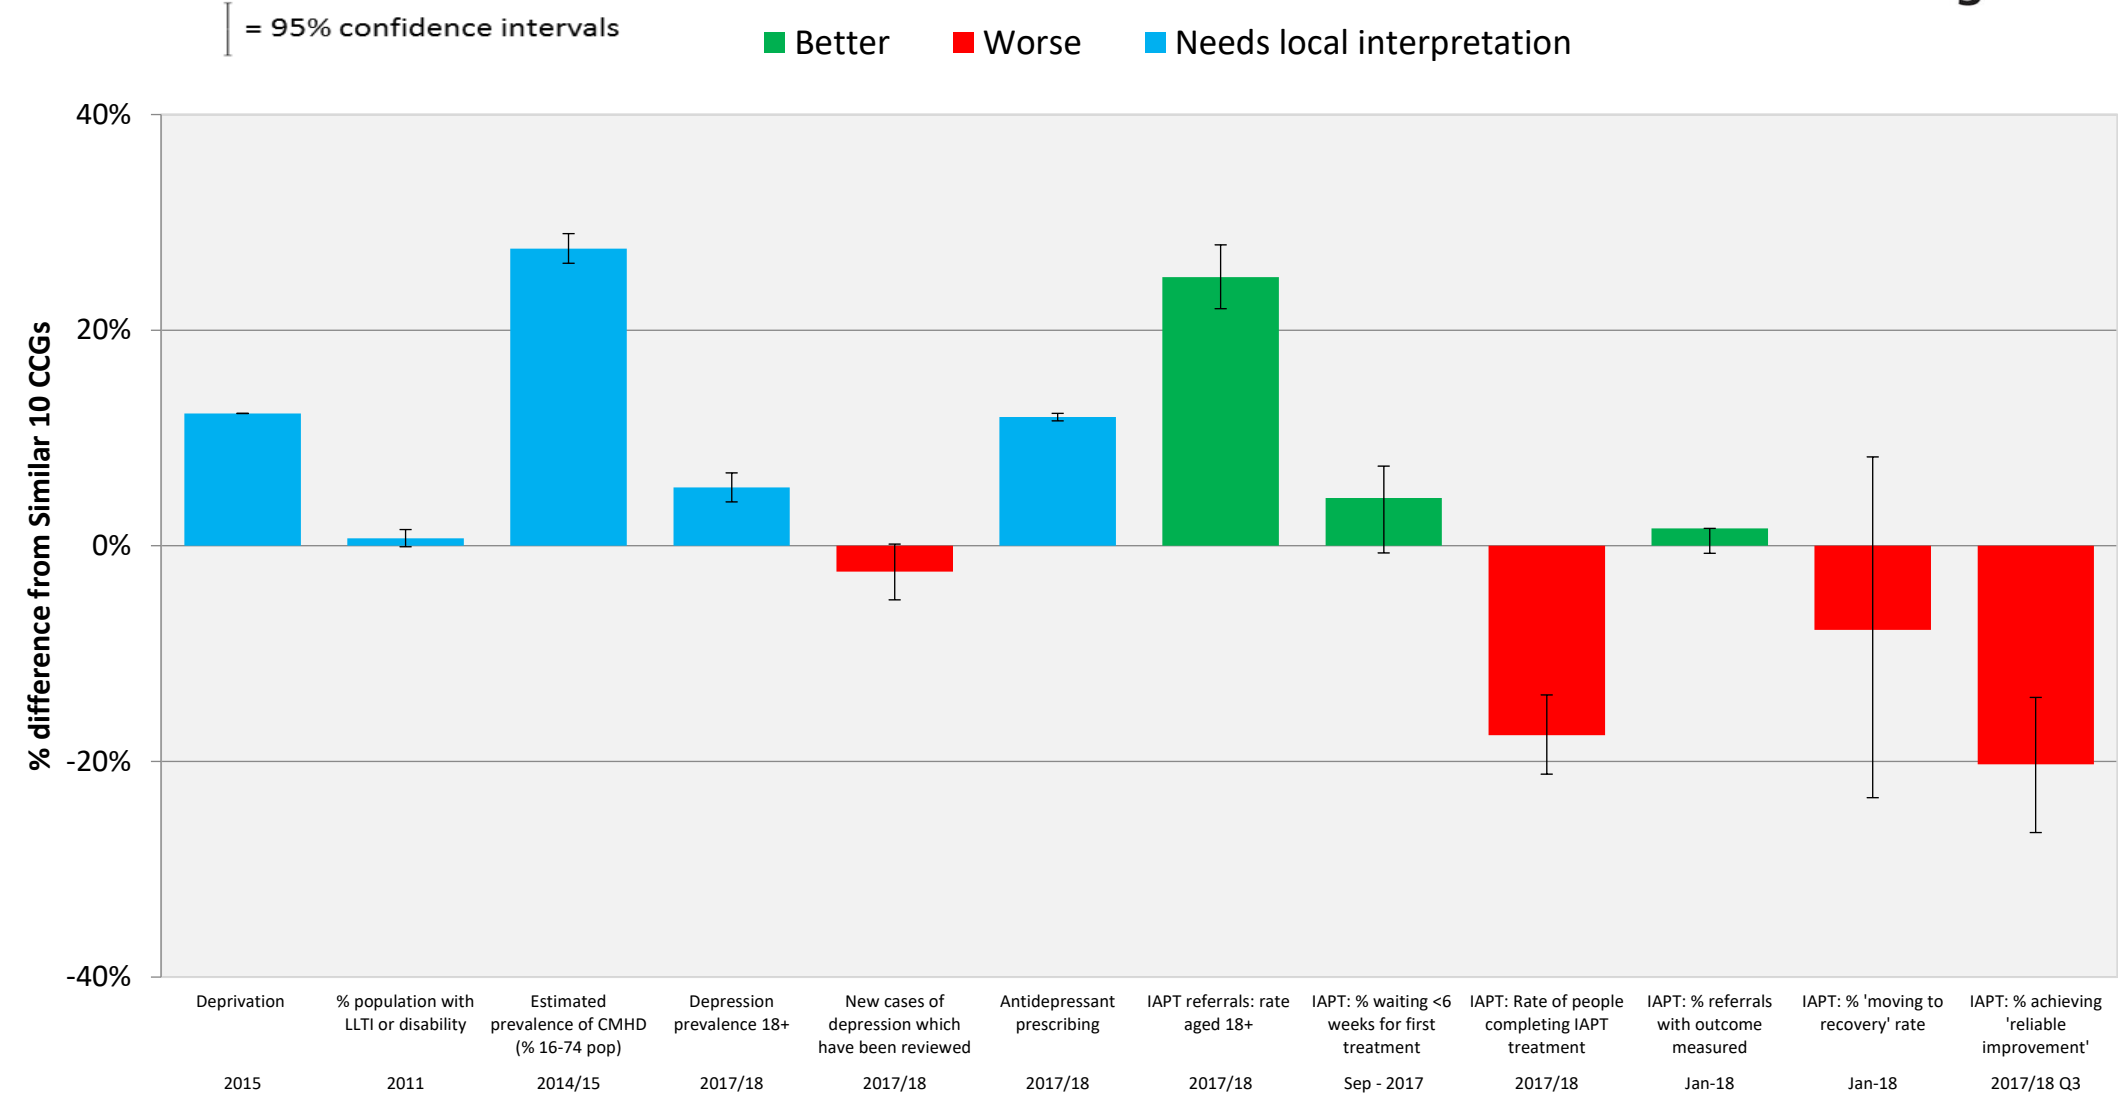 = 95% confidence intervals
Better
Worse
Needs local interpretation
% difference from Similar 10 CCGs
40%
20%
0%
-20%
-40%
Deprivation
2015
% population with
LLTI or disability
2011
Estimated
prevalence of CMHD
(% 16-74 pop)
2014/15
Depression
prevalence 18+
2017/18
New cases of
depression which
have been reviewed
2017/18
Antidepressant
prescribing
2017/18
IAPT referrals: rate
aged 18+
2017/18
IAPT: % waiting <6
weeks for first
treatment
Sep - 2017
IAPT: Rate of people
completing IAPT
treatment
2017/18
IAPT: % referrals
with outcome
measured
Jan-18
IAPT: % 'moving to
recovery' rate
Jan-18
IAPT: % achieving
'reliable
improvement'
2017/18 Q3